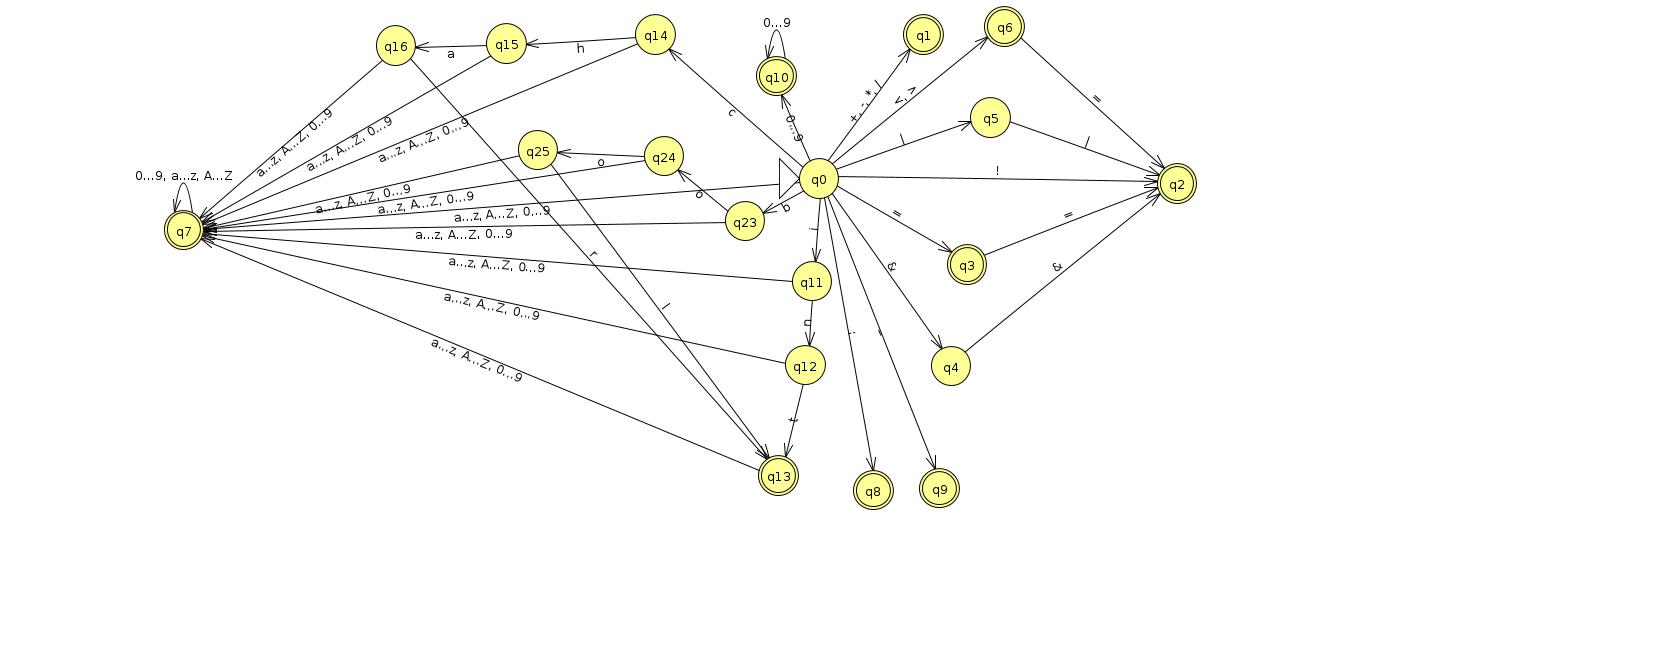 q6
0...9
q14
q1
q15
h
q16
a
q10
+, -, *, /
<, >
c
q5
a...z, A...Z, 0...9
a...z, A...Z, 0...9
a...z, A...Z, 0...9
0...9
q25
q24
o
!
0...9, a...z, A...Z
q0
q2
=
a...z, A...Z, 0...9
a...z, A...Z, 0...9
a...z, A...Z, 0...9
o
b
q23
=
=
q7
a...z, A...Z, 0...9
i
r
a...z, A...Z, 0...9
q3
&
&
q11
a...z, A...Z, 0...9
l
n
a...z, A...Z, 0...9
q12
q4
t
q13
q8
q9